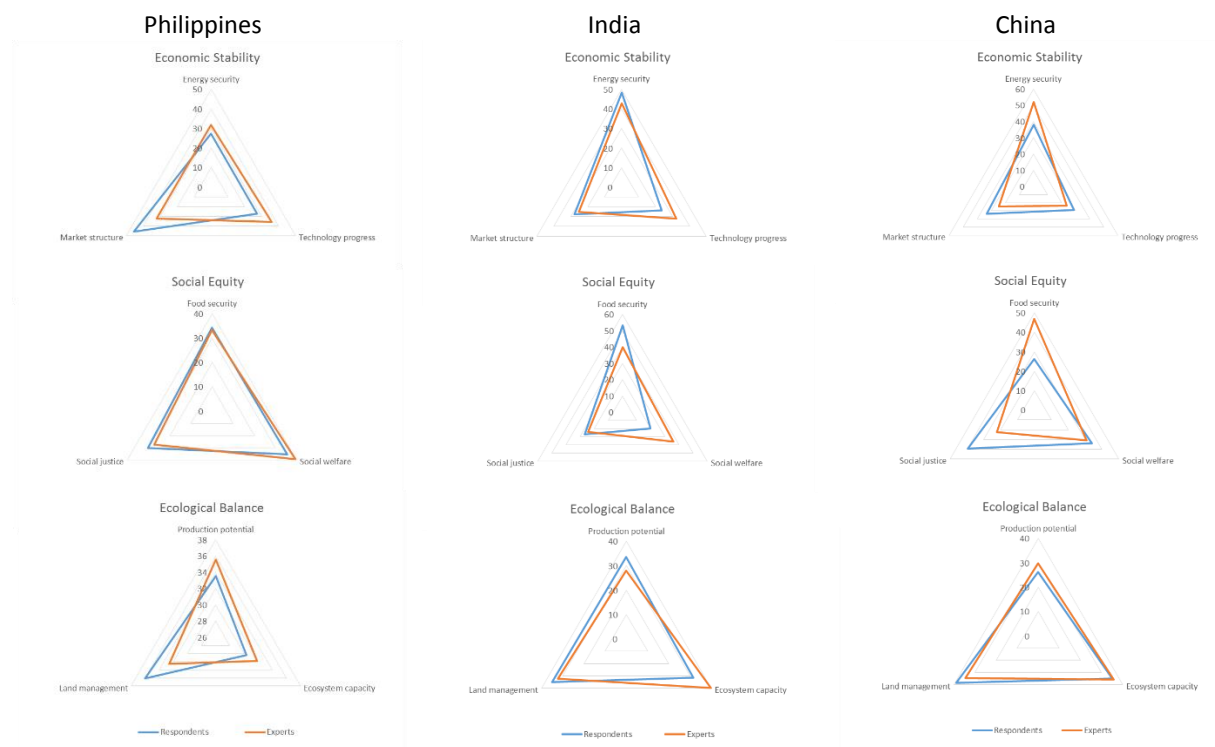 Philippines
India
China
Economic Stability
Energy security
50
40
30
20
10
0
Market structure
Technology progress
Economic Stability
Energy security
50
40
30
20
10
0
Market structure
Technology progress
Economic Stability
Energy security
60
50
40
30
20
10
0
Market structure
Technology progress
Social Equity
Food security
40
30
20
10
0
Social justice
Social welfare
Social Equity
Food security
60
50
40
30
20
10
0
Social justice
Social welfare
Social Equity
Food security
50
40
30
20
10
0
Social justice
Social welfare
Ecological Balance
Production potential
38
36
34
32
30
28
26
Land management
Ecosystem capacity
Ecological Balance
Production potential
40
30
20
10
0
Land management
Ecosystem capacity
Ecological Balance
Production potential
40
30
20
10
0
Land management
Ecosystem capacity
Respondents Experts
Respondents Experts
Respondents Experts